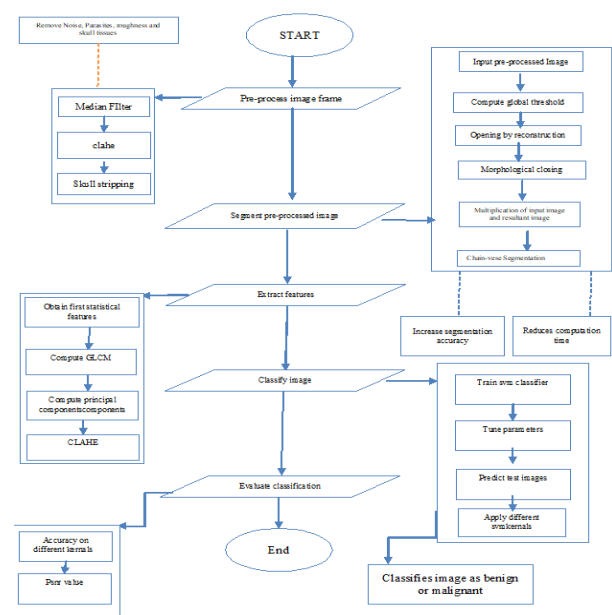 Remove Noise, Parasites, roughness and
skull tissues
START
Input pre-processed Image
Pre-process image frame
Median FIlter
clahe
Skull stripping
Compute global threshold
Opening by reconstruction
Morphological closing
Multiplication of input image
and resultant image
Chain-vese Segmentation
Segment pre-processed image
Extract features
Obtain first statistical
features
Compute GLCM
Compute principal
componentscomponents
CLAHE
Increase segmentation
accuracy
Reduces computation
time
Classify image
Train svm classifier
Tune parameters
Predict test images
Apply different
svmkernels
Evaluate classification
Accuracy on
different kernals
Psnr value
End
Classifies image as benign
or malignant